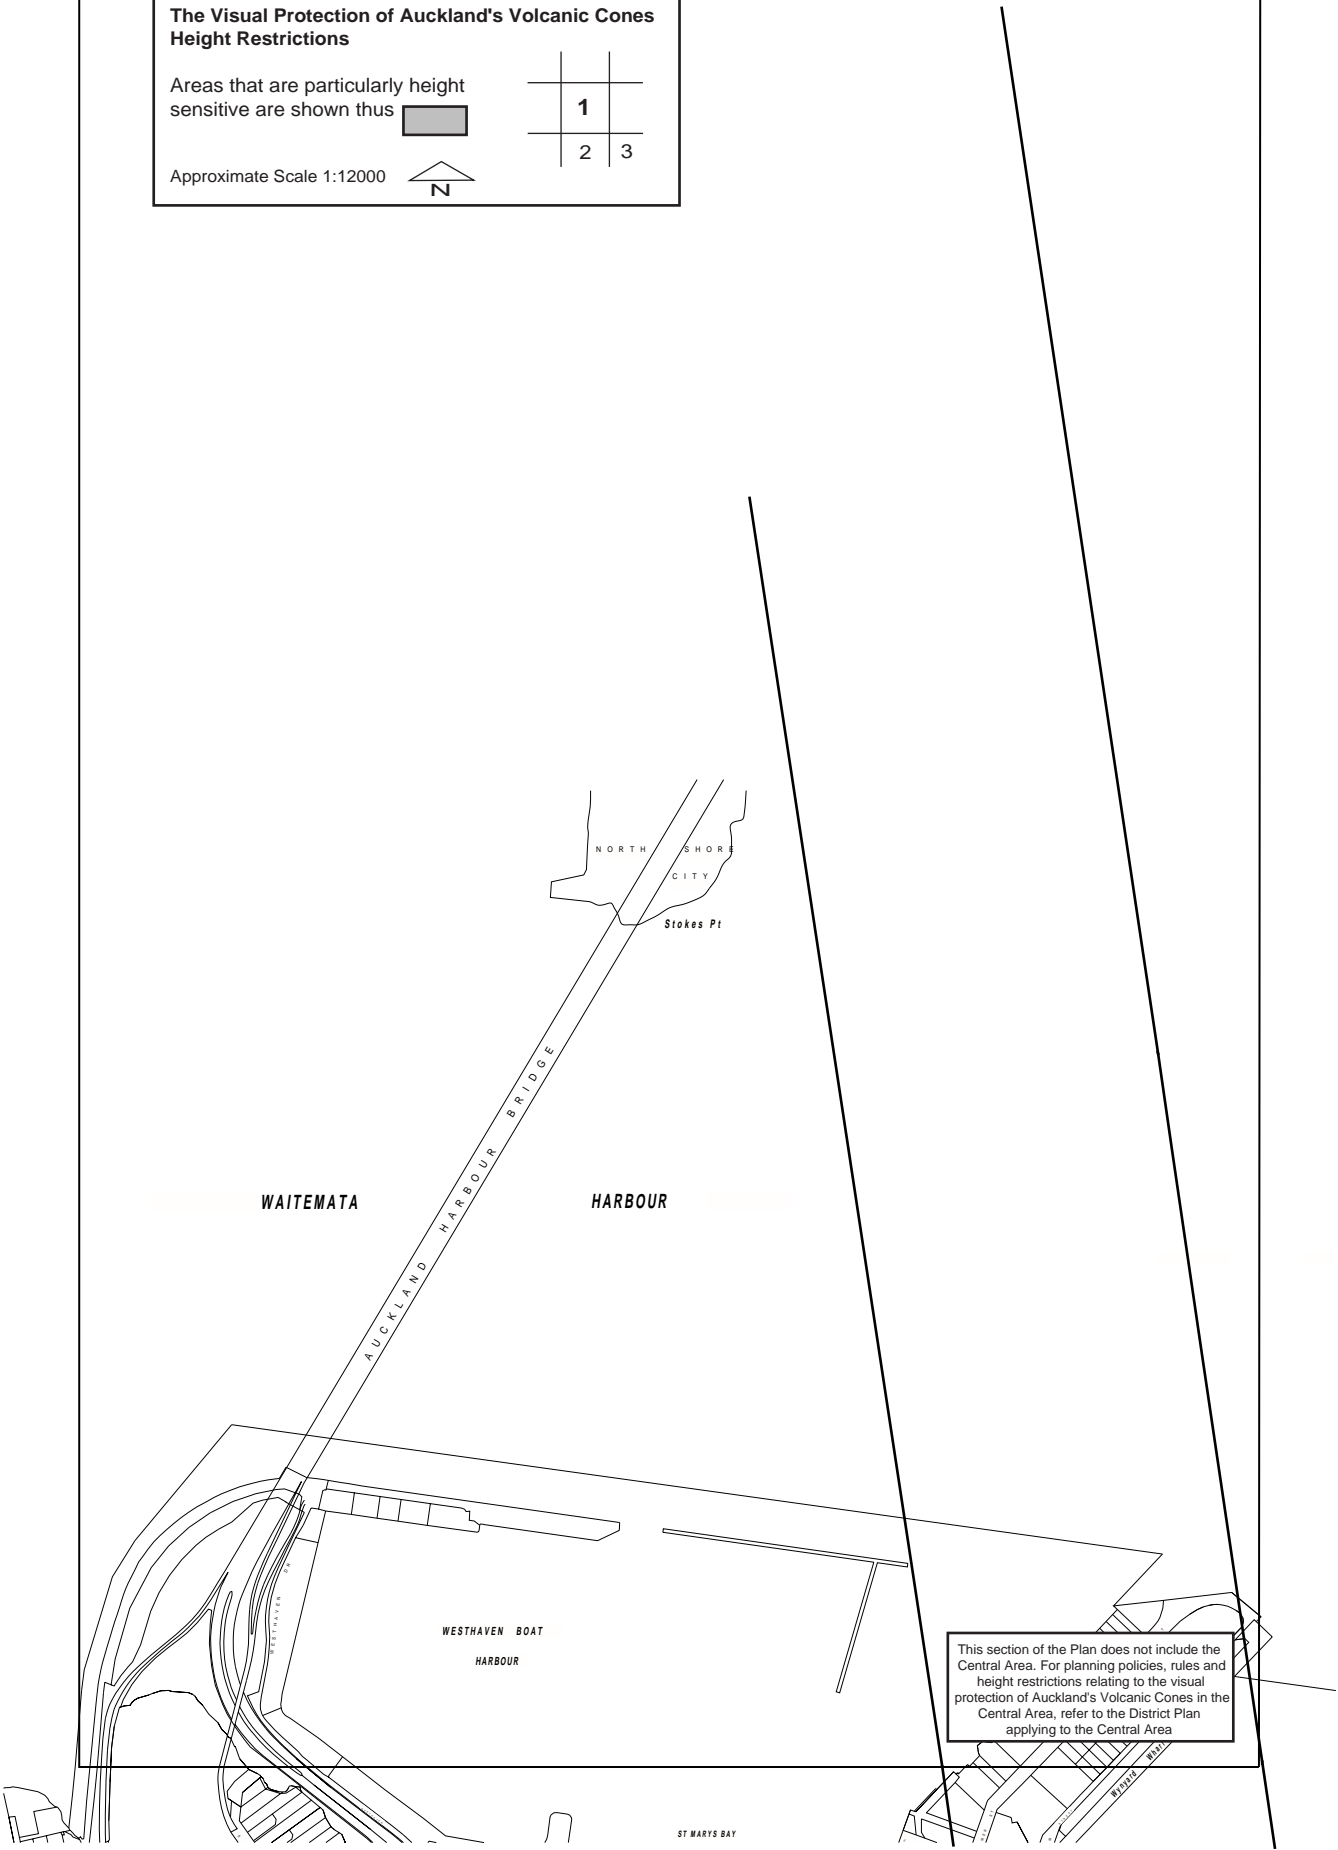 The Visual Protection of Auckland's Volcanic Cones
Height Restrictions
Areas that are particularly height
sensitive are shown thus
1
2 3
Approximate Scale 1:12000
N
NORTH SHORE
CITY
Stokes Pt
AUCKLAND HARBOUR BRIDGE
WAITEMATA HARBOUR
WESTHAVEN DR
WESTHAVEN BOAT
HARBOUR
This section of the Plan does not include the
Central Area. For planning policies, rules and
height restrictions relating to the visual
protection of Auckland's Volcanic Cones in the
Central Area, refer to the District Plan
applying to the Central Area
Wynyard
ST MARYS BAY